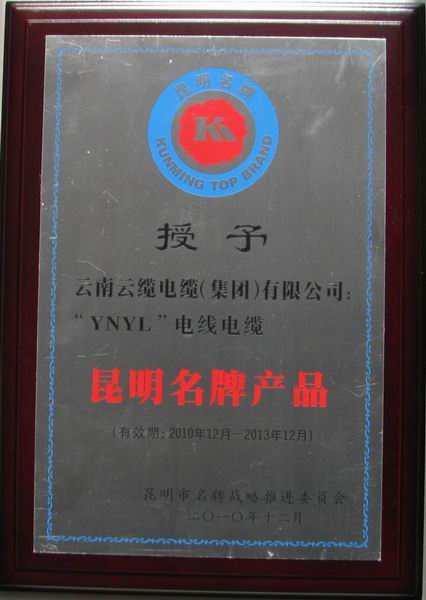 昆明名牌
KM
KUNMING TOP BRAND
授予
云南云缆电缆(集团)有限公司：
“YNYL”电线电缆
昆明名牌产品
(有效期：2010年12月－2013年12月)
昆明市名牌战略推进委员会
二〇一〇年十二月